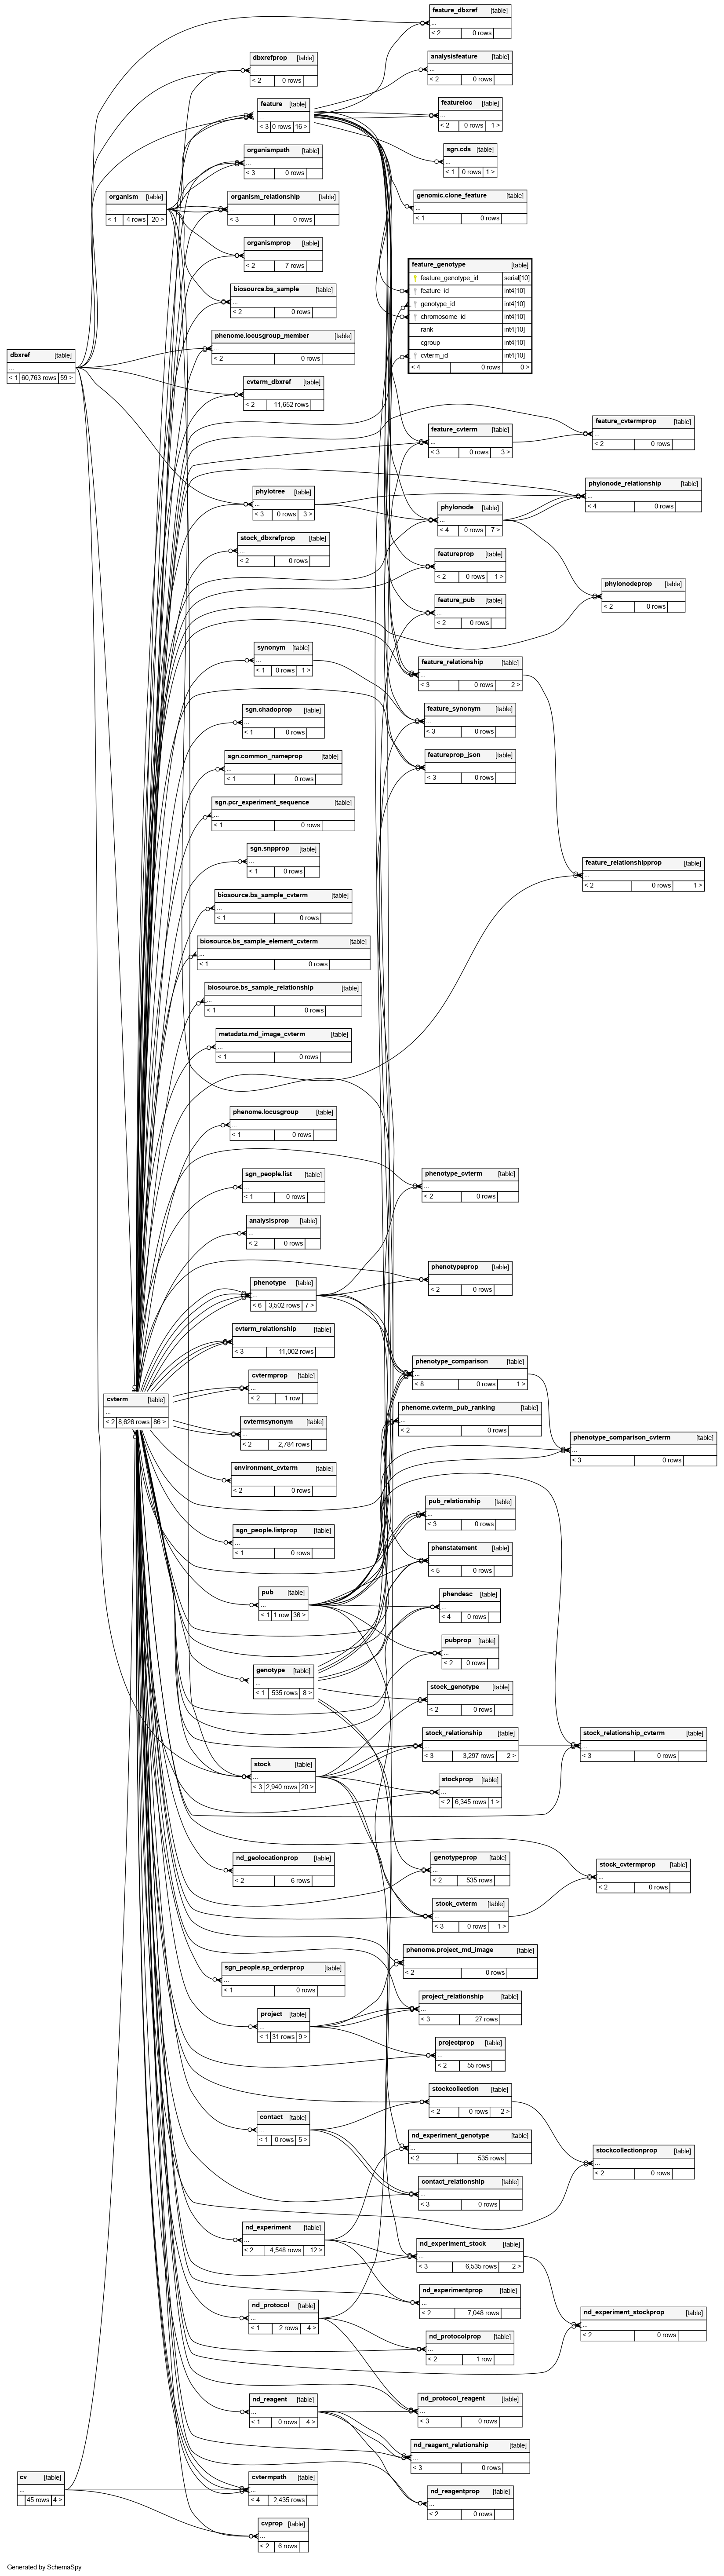 feature_dbxref [table]
...
< 2 0 rows
dbxrefprop [table]
...
< 2 0 rows
analysisfeature [table]
...
< 2 0 rows
feature [table]
...
< 3 0 rows 16 >
featureloc [table]
...
< 2 0 rows 1 >
organismpath [table]
...
< 3 0 rows
sgn.cds [table]
...
< 1 0 rows 1 >
organism [table]
...
< 1 4 rows 20 >
organism_relationship [table]
...
< 3 0 rows
genomic.clone_feature [table]
...
< 1 0 rows
organismprop [table]
...
< 2 7 rows
feature_genotype [table]
feature_genotype_id serial[10]
feature_id int4[10]
genotype_id int4[10]
chromosome_id int4[10]
rank int4[10]
cgroup int4[10]
cvterm_id int4[10]
< 4 0 rows 0 >
biosource.bs_sample [table]
...
< 2 0 rows
phenome.locusgroup_member [table]
...
< 2 0 rows
dbxref [table]
...
< 1 60,763 rows 59 >
cvterm_dbxref [table]
...
< 2 11,652 rows
feature_cvterm [table]
...
< 3 0 rows 3 >
feature_cvtermprop [table]
...
< 2 0 rows
phylotree [table]
...
< 3 0 rows 3 >
phylonode_relationship [table]
...
< 4 0 rows
phylonode [table]
...
< 4 0 rows 7 >
stock_dbxrefprop [table]
...
< 2 0 rows
featureprop [table]
...
< 2 0 rows 1 >
phylonodeprop [table]
...
< 2 0 rows
feature_pub [table]
...
< 2 0 rows
synonym [table]
...
< 1 0 rows 1 >
feature_relationship [table]
...
< 3 0 rows 2 >
sgn.chadoprop [table]
...
< 1 0 rows
feature_synonym [table]
...
< 3 0 rows
sgn.common_nameprop [table]
...
< 1 0 rows
featureprop_json [table]
...
< 3 0 rows
sgn.pcr_experiment_sequence [table]
...
< 1 0 rows
sgn.snpprop [table]
...
< 1 0 rows
feature_relationshipprop [table]
...
< 2 0 rows 1 >
biosource.bs_sample_cvterm [table]
...
< 1 0 rows
biosource.bs_sample_element_cvterm [table]
...
< 1 0 rows
biosource.bs_sample_relationship [table]
...
< 1 0 rows
metadata.md_image_cvterm [table]
...
< 1 0 rows
phenome.locusgroup [table]
...
< 1 0 rows
sgn_people.list [table]
...
< 1 0 rows
phenotype_cvterm [table]
...
< 2 0 rows
analysisprop [table]
...
< 2 0 rows
phenotypeprop [table]
...
< 2 0 rows
phenotype [table]
...
< 6 3,502 rows 7 >
cvterm_relationship [table]
...
< 3 11,002 rows
phenotype_comparison [table]
...
< 8 0 rows 1 >
cvtermprop [table]
...
< 2 1 row
cvterm [table]
...
< 2 8,626 rows 86 >
phenome.cvterm_pub_ranking [table]
...
< 2 0 rows
cvtermsynonym [table]
...
< 2 2,784 rows
phenotype_comparison_cvterm [table]
...
< 3 0 rows
environment_cvterm [table]
...
< 2 0 rows
pub_relationship [table]
...
< 3 0 rows
sgn_people.listprop [table]
...
< 1 0 rows
phenstatement [table]
...
< 5 0 rows
pub [table]
...
< 1 1 row 36 >
phendesc [table]
...
< 4 0 rows
pubprop [table]
...
< 2 0 rows
genotype [table]
...
< 1 535 rows 8 >
stock_genotype [table]
...
< 2 0 rows
stock_relationship [table]
...
< 3 3,297 rows 2 >
stock_relationship_cvterm [table]
...
< 3 0 rows
stock [table]
...
< 3 2,940 rows 20 >
stockprop [table]
...
< 2 6,345 rows 1 >
nd_geolocationprop [table]
...
< 2 6 rows
genotypeprop [table]
...
< 2 535 rows
stock_cvtermprop [table]
...
< 2 0 rows
stock_cvterm [table]
...
< 3 0 rows 1 >
phenome.project_md_image [table]
...
< 2 0 rows
sgn_people.sp_orderprop [table]
...
< 1 0 rows
project_relationship [table]
...
< 3 27 rows
project [table]
...
< 1 31 rows 9 >
projectprop [table]
...
< 2 55 rows
stockcollection [table]
...
< 2 0 rows 2 >
contact [table]
...
< 1 0 rows 5 >
nd_experiment_genotype [table]
...
< 2 535 rows
stockcollectionprop [table]
...
< 2 0 rows
contact_relationship [table]
...
< 3 0 rows
nd_experiment [table]
...
< 2 4,548 rows 12 >
nd_experiment_stock [table]
...
< 3 6,535 rows 2 >
nd_experimentprop [table]
...
< 2 7,048 rows
nd_protocol [table]
...
< 1 2 rows 4 >
nd_experiment_stockprop [table]
...
< 2 0 rows
nd_protocolprop [table]
...
< 2 1 row
nd_reagent [table]
...
< 1 0 rows 4 >
nd_protocol_reagent [table]
...
< 3 0 rows
nd_reagent_relationship [table]
...
< 3 0 rows
cv [table]
...
45 rows 4 >
cvtermpath [table]
...
< 4 2,435 rows
nd_reagentprop [table]
...
< 2 0 rows
cvprop [table]
...
< 2 6 rows
Generated by SchemaSpy